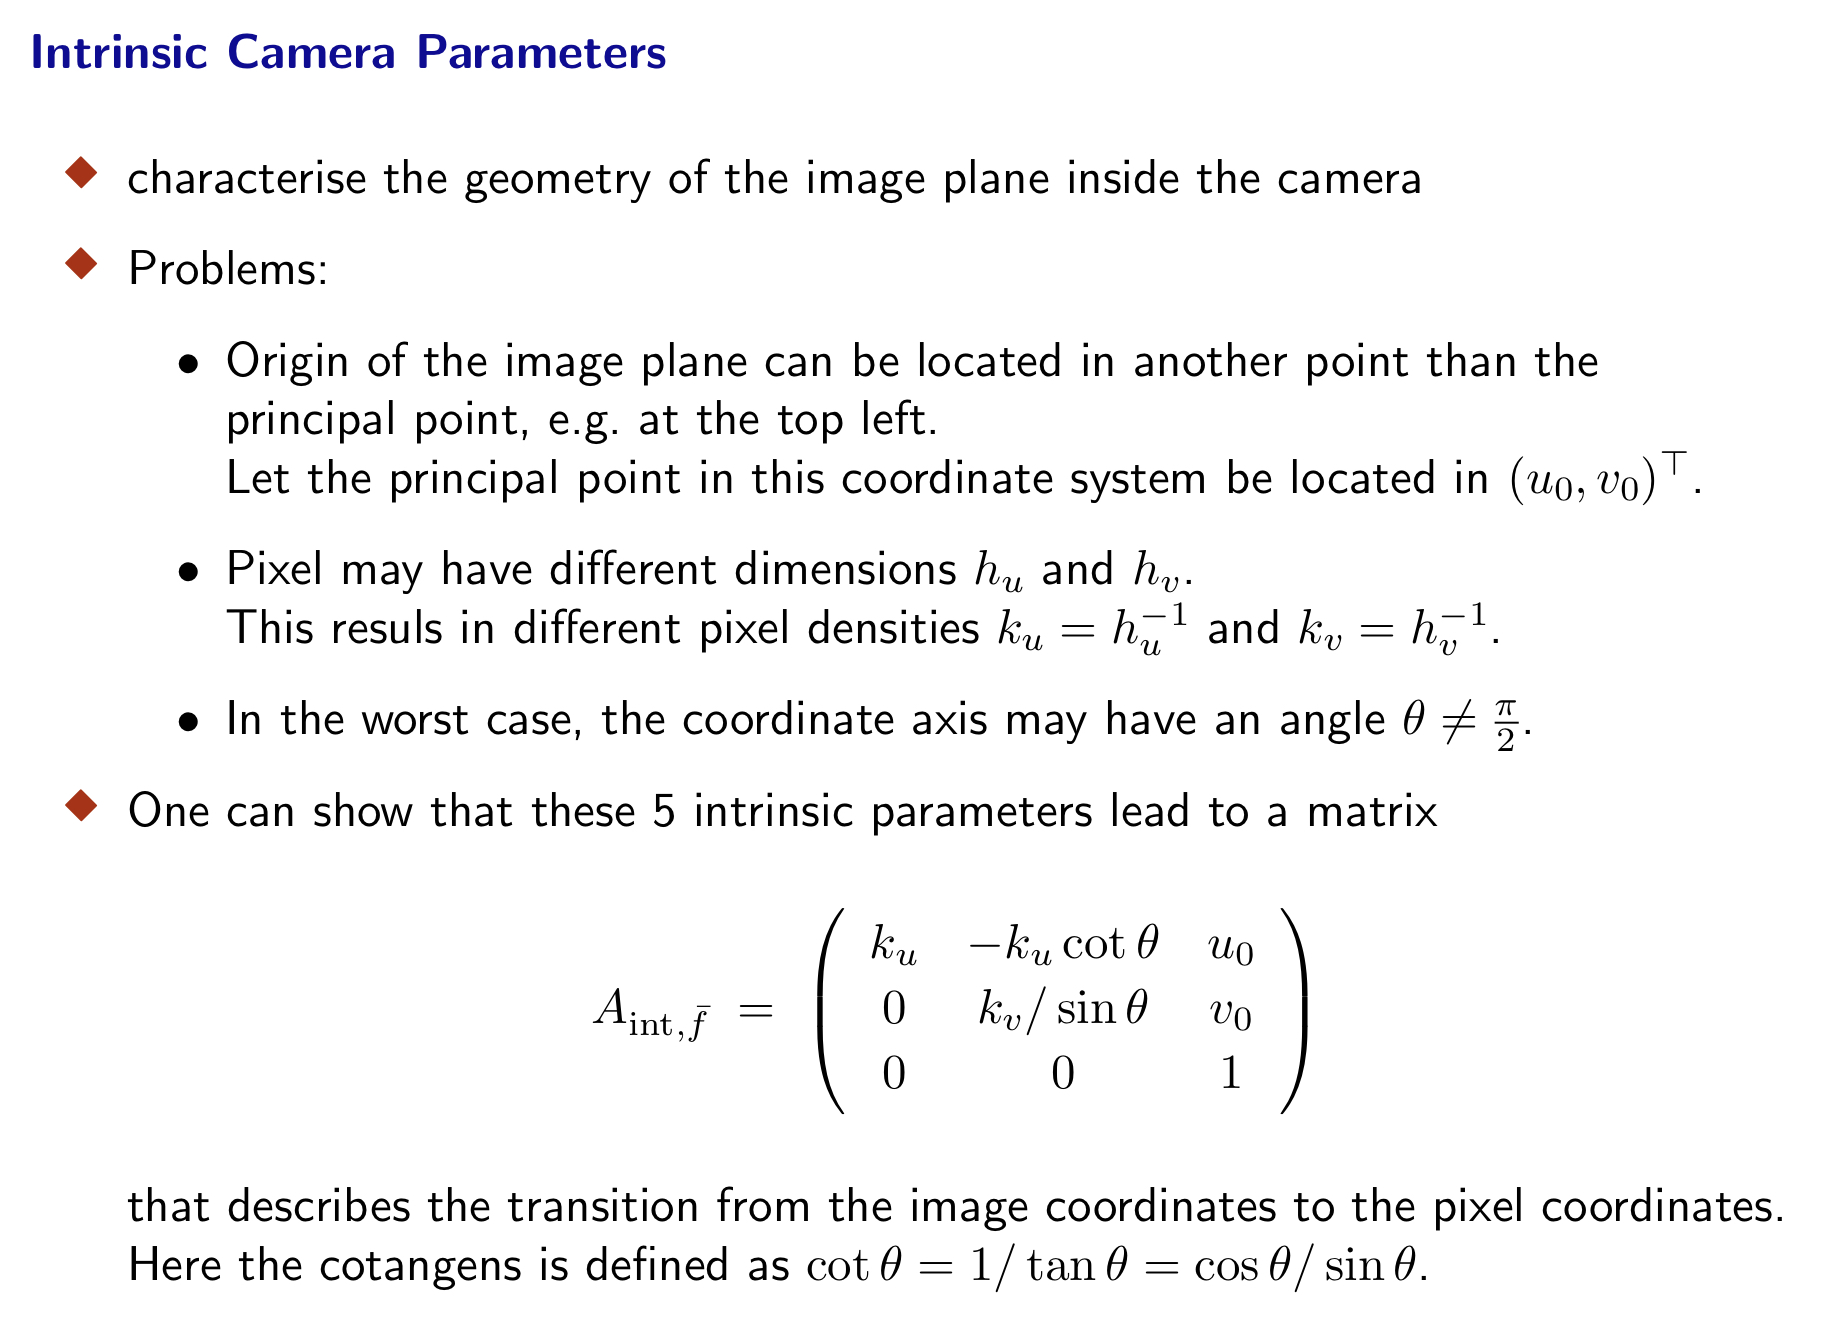 Intrinsic Camera Parameters
◆ characterise the geometry of the image plane inside the camera
◆ Problems:
• Origin of the image plane can be located in another point than the
principal point, e.g. at the top left.
Let the principal point in this coordinate system be located in $(u_0, v_0)^\top$.
• Pixel may have different dimensions $h_u$ and $h_v$.
This resuls in different pixel densities $k_u = h_u^{-1}$ and $k_v = h_v^{-1}$.
• In the worst case, the coordinate axis may have an angle $\theta \neq \frac{\pi}{2}$.
◆ One can show that these 5 intrinsic parameters lead to a matrix
$A_{\mathrm{int},\bar{f}} = \begin{pmatrix} k_u & -k_u \cot\theta & u_0 \\ 0 & k_v/\sin\theta & v_0 \\ 0 & 0 & 1 \end{pmatrix}$
that describes the transition from the image coordinates to the pixel coordinates.
Here the cotangens is defined as $\cot\theta = 1/\tan\theta = \cos\theta/\sin\theta$.